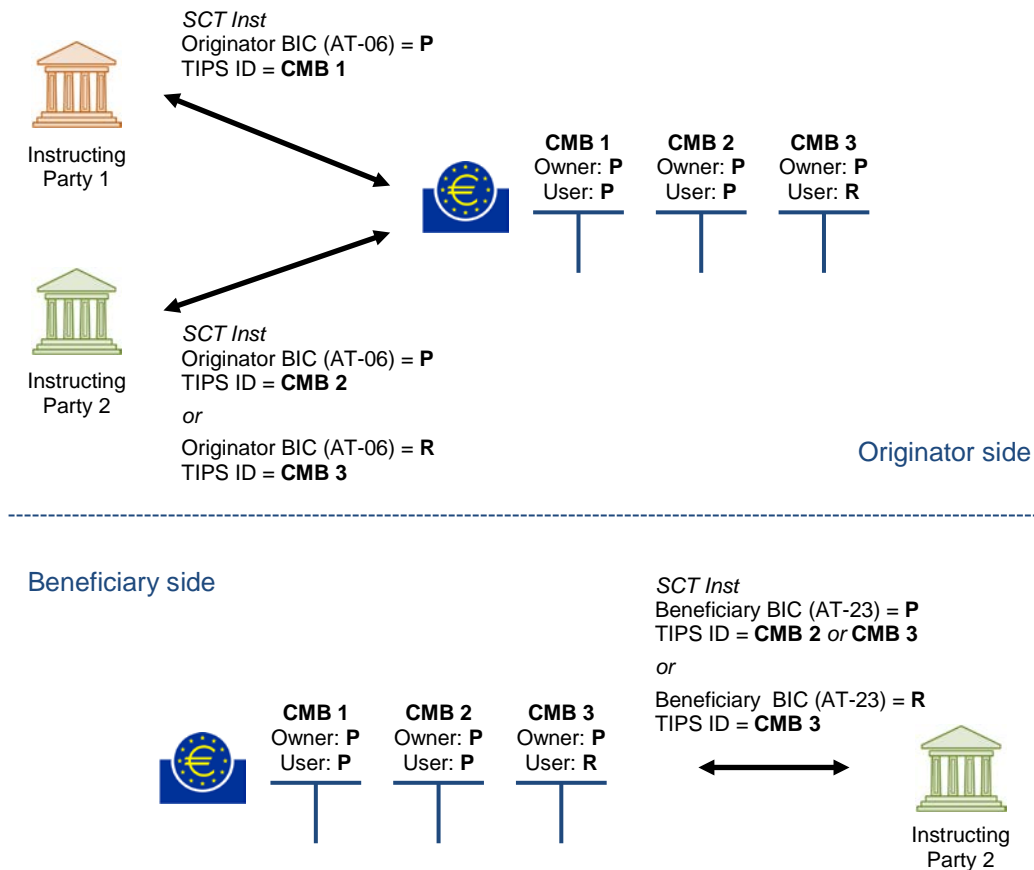 SCT Inst
Originator BIC (AT-06) = P
TIPS ID = CMB 1
Instructing
Party 1
CMB 1
Owner: P
User: P
CMB 2
Owner: P
User: P
CMB 3
Owner: P
User: R
Instructing
Party 2
SCT Inst
Originator BIC (AT-06) = P
TIPS ID = CMB 2
or
Originator BIC (AT-06) = R
TIPS ID = CMB 3
Originator side
Beneficiary side
SCT Inst
Beneficiary BIC (AT-23) = P
TIPS ID = CMB 2 or CMB 3
or
Beneficiary BIC (AT-23) = R
TIPS ID = CMB 3
CMB 1
Owner: P
User: P
CMB 2
Owner: P
User: P
CMB 3
Owner: P
User: R
Instructing
Party 2